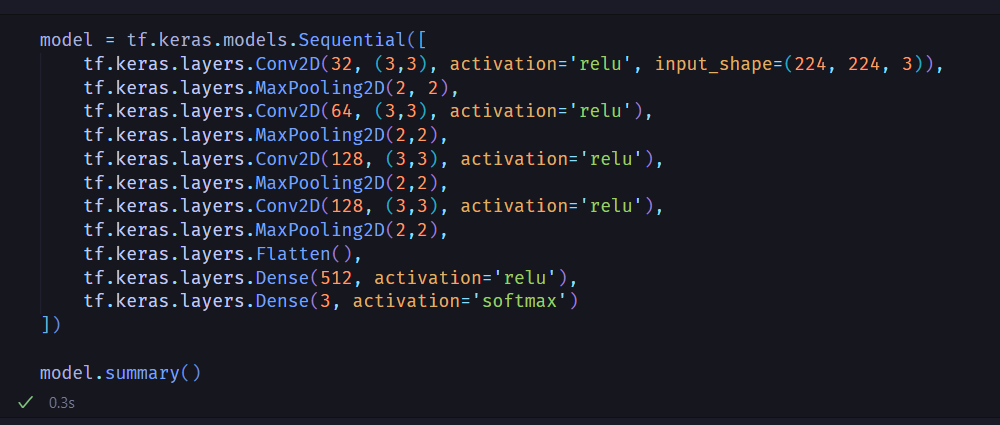 model = tf.keras.models.Sequential([
    tf.keras.layers.Conv2D(32, (3,3), activation='relu', input_shape=(224, 224, 3)),
    tf.keras.layers.MaxPooling2D(2, 2),
    tf.keras.layers.Conv2D(64, (3,3), activation='relu'),
    tf.keras.layers.MaxPooling2D(2,2),
    tf.keras.layers.Conv2D(128, (3,3), activation='relu'),
    tf.keras.layers.MaxPooling2D(2,2),
    tf.keras.layers.Conv2D(128, (3,3), activation='relu'),
    tf.keras.layers.MaxPooling2D(2,2),
    tf.keras.layers.Flatten(),
    tf.keras.layers.Dense(512, activation='relu'),
    tf.keras.layers.Dense(3, activation='softmax')
])
model.summary()
0.3s